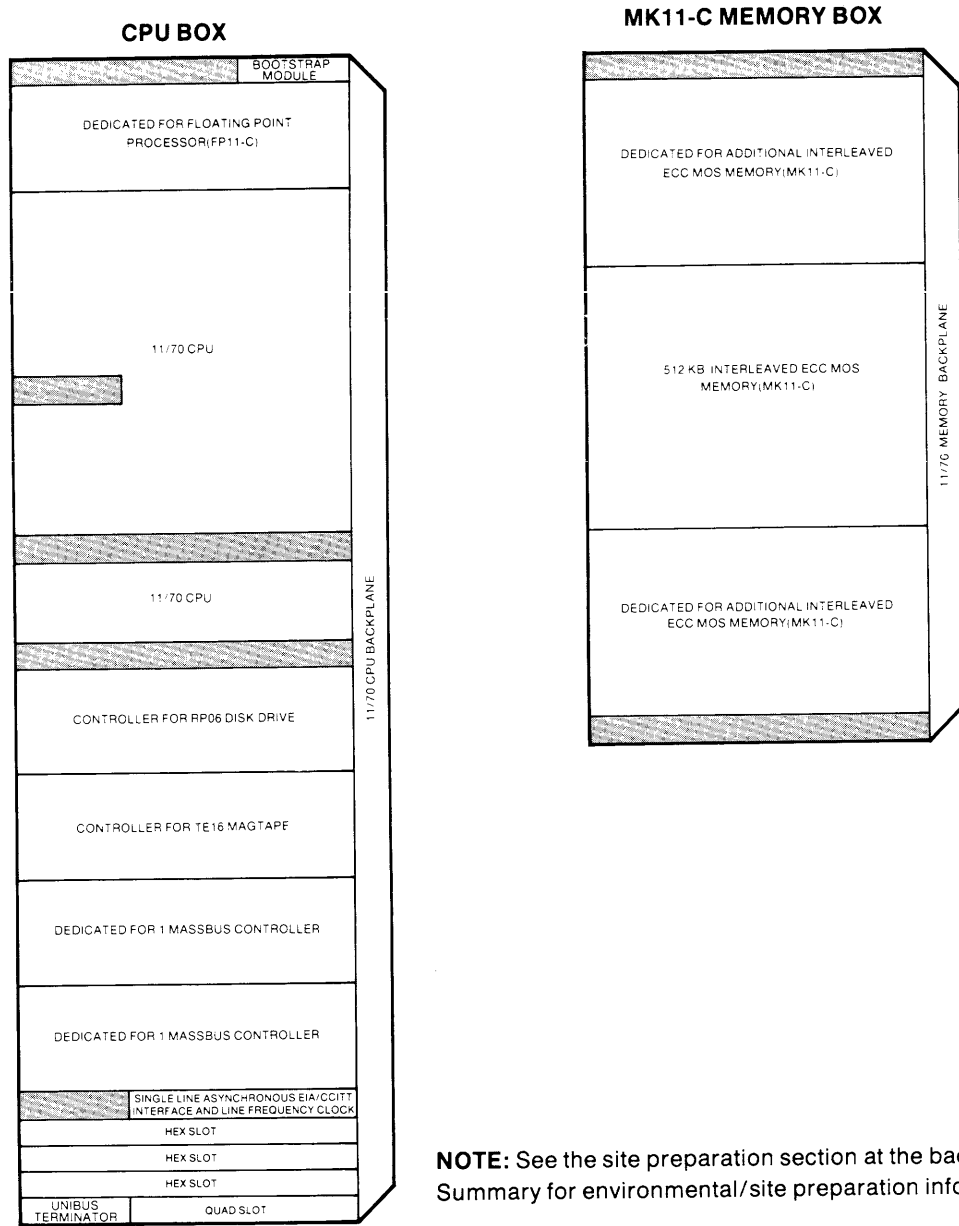 CPU BOX
BOOTSTRAP
MODULE
DEDICATED FOR FLOATING POINT
PROCESSOR(FP11-C)
11/70 CPU
11/70 CPU
11/70 CPU BACKPLANE
CONTROLLER FOR RP06 DISK DRIVE
CONTROLLER FOR TE16 MAGTAPE
DEDICATED FOR 1 MASSBUS CONTROLLER
DEDICATED FOR 1 MASSBUS CONTROLLER
SINGLE LINE ASYNCHRONOUS EIA/CCITT
INTERFACE AND LINE FREQUENCY CLOCK
HEX SLOT
HEX SLOT
HEX SLOT
UNIBUS
TERMINATOR
QUAD SLOT
MK11-C MEMORY BOX
DEDICATED FOR ADDITIONAL INTERLEAVED
ECC MOS MEMORY(MK11-C)
512 KB INTERLEAVED ECC MOS
MEMORY(MK11-C)
11/70 MEMORY BACKPLANE
DEDICATED FOR ADDITIONAL INTERLEAVED
ECC MOS MEMORY(MK11-C)
NOTE: See the site preparation section at the bac
Summary for environmental/site preparation info